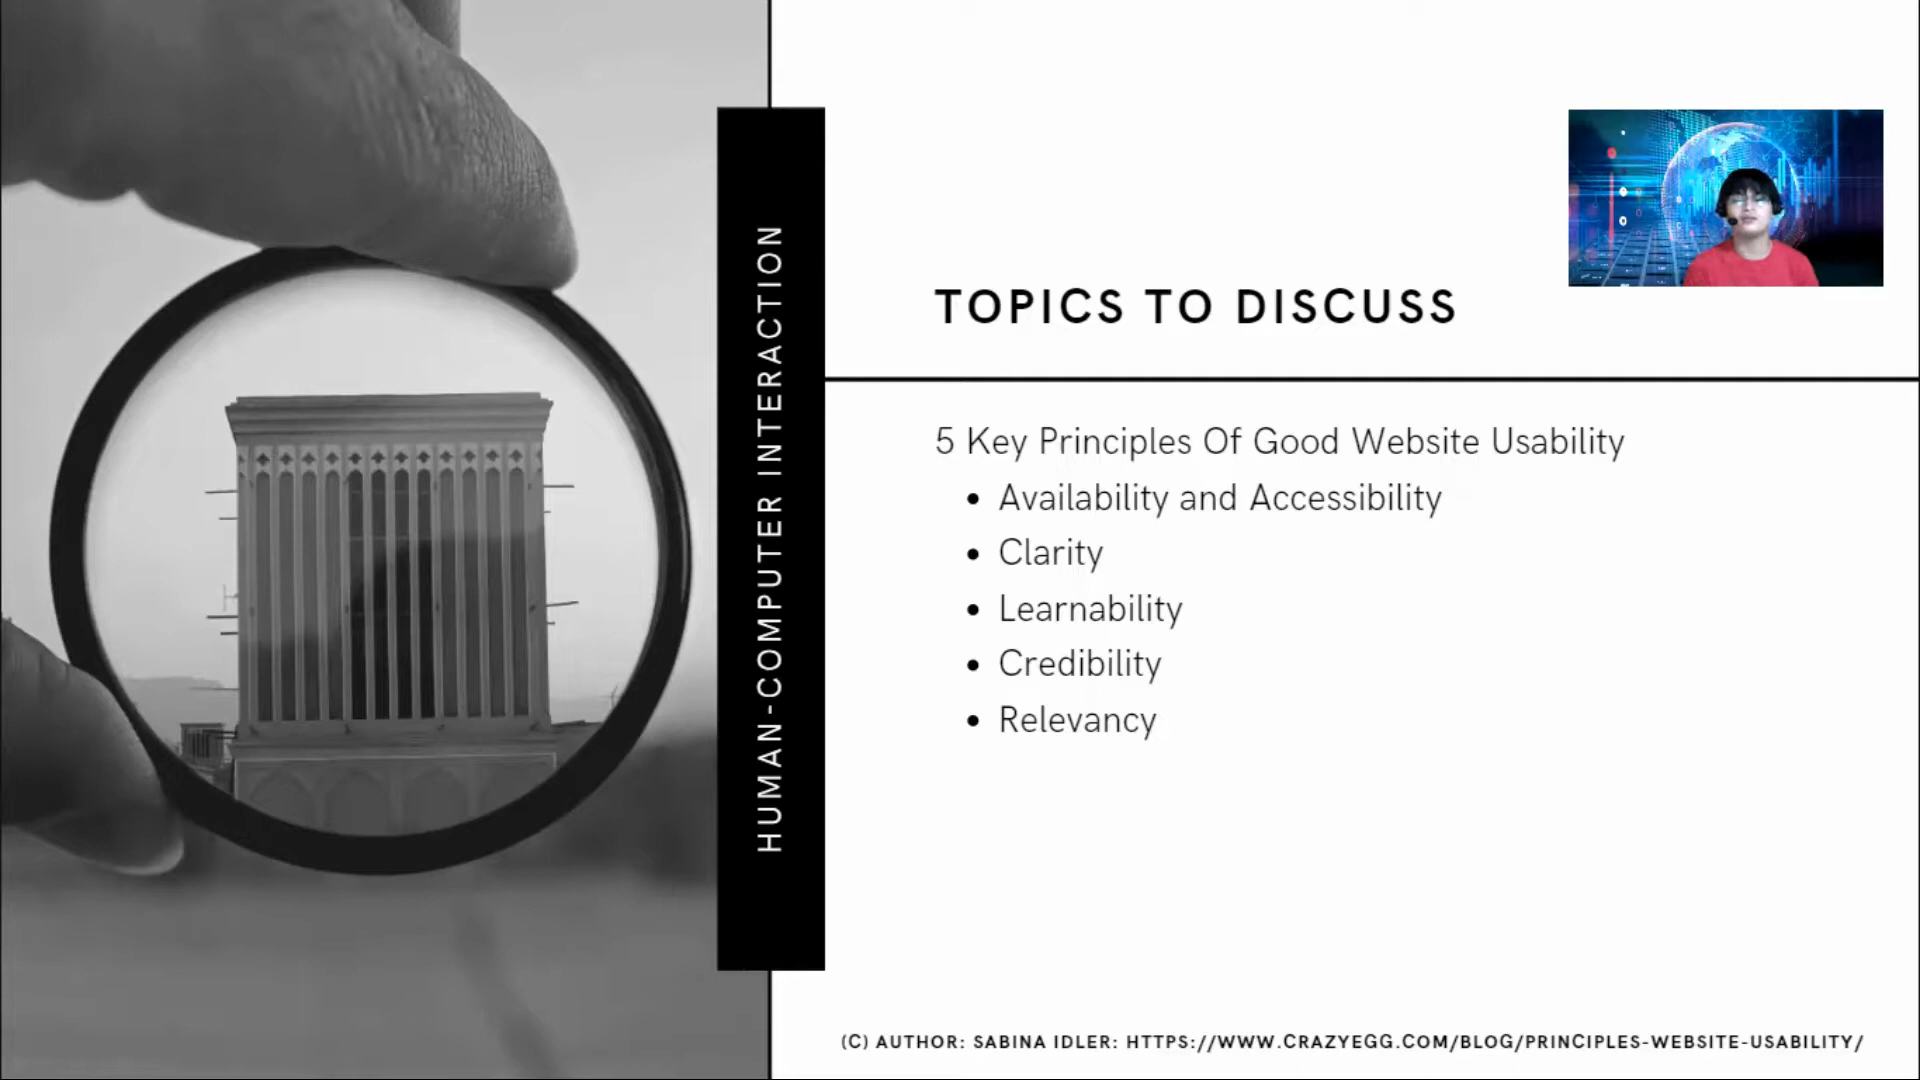 HUMAN-COMPUTER INTERACTION
TOPICS TO DISCUSS
5 Key Principles Of Good Website Usability
• Availability and Accessibility
• Clarity
• Learnability
• Credibility
• Relevancy
(C) AUTHOR: SABINA IDLER: HTTPS://WWW.CRAZYEGG.COM/BLOG/PRINCIPLES-WEBSITE-USABILITY/